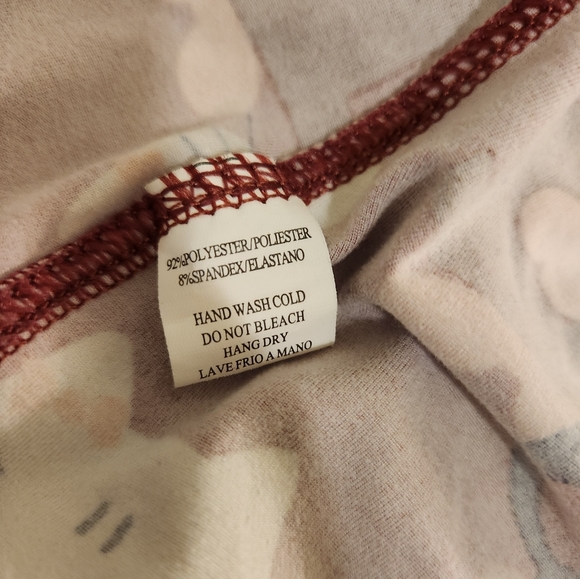 92%POLYESTER/POLIESTER
8%SPANDEX/ELASTANO
HAND WASH COLD
DO NOT BLEACH
HANG DRY
LAVE FRIO A MANO